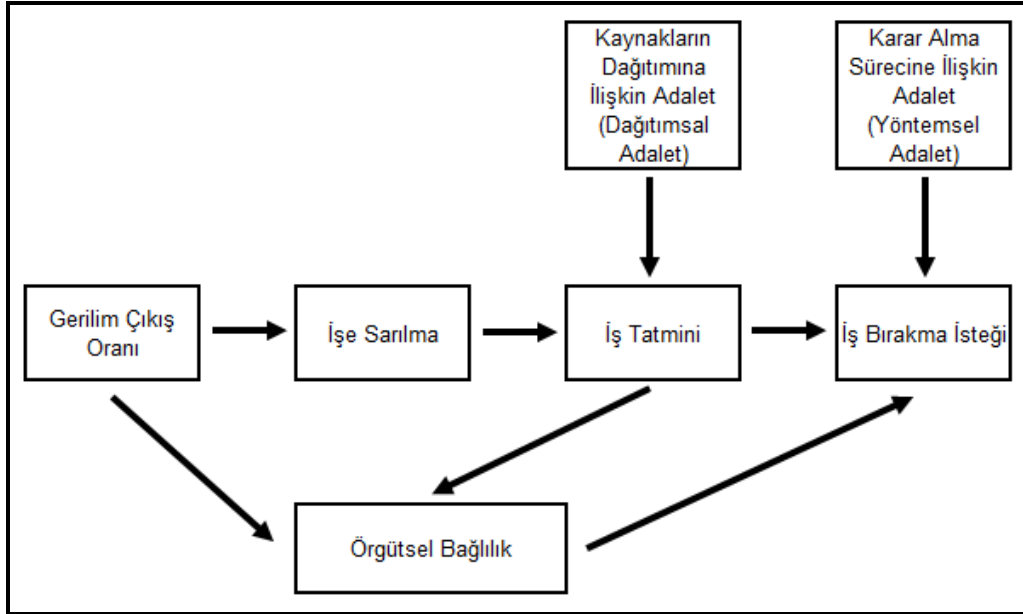 Kaynakların
Dağıtımına
İlişkin Adalet
(Dağıtımsal
Adalet)
Karar Alma
Sürecine İlişkin
Adalet
(Yöntemsel
Adalet)
Gerilim Çıkış
Oranı
İşe Sarılma
İş Tatmini
İş Bırakma İsteği
Örgütsel Bağlılık